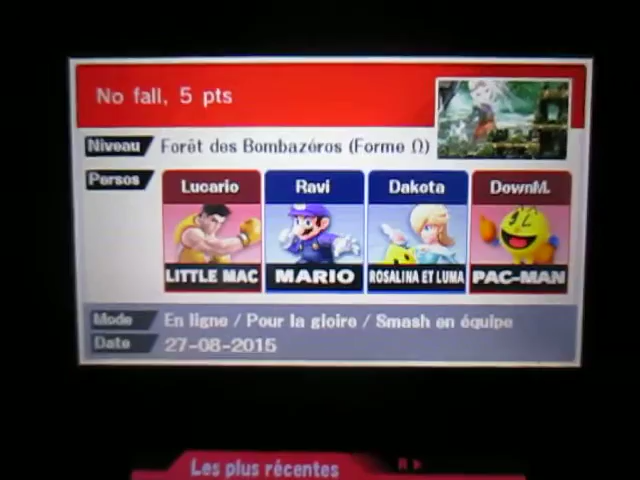 No fall, 5 pts
Niveau Forêt des Bombazéros (Forme Ω)
Persos
Lucario Ravi Dakota DownM.
LITTLE MAC MARIO ROSALINA ET LUMA PAC-MAN
Mode En ligne / Pour la gloire / Smash en équipe
Date 27-08-2015
Les plus récentes R